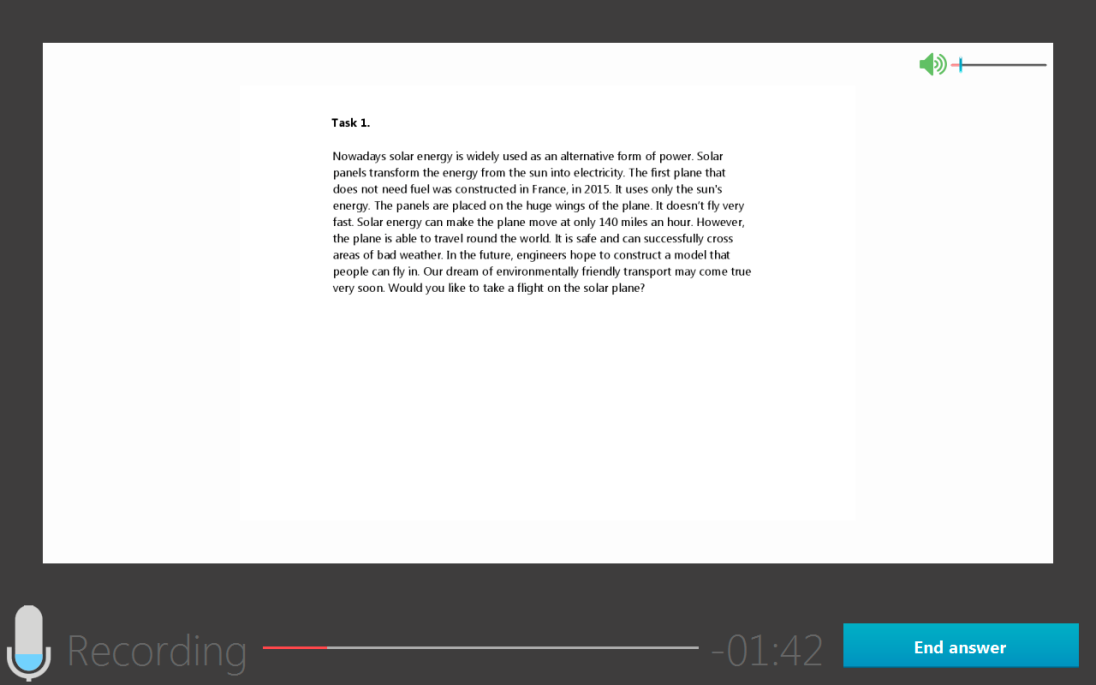 Task 1.
Nowadays solar energy is widely used as an alternative form of power. Solar
panels transform the energy from the sun into electricity. The first plane that
does not need fuel was constructed in France, in 2015. It uses only the sun's
energy. The panels are placed on the huge wings of the plane. It doesn't fly very
fast. Solar energy can make the plane move at only 140 miles an hour. However,
the plane is able to travel round the world. It is safe and can successfully cross
areas of bad weather. In the future, engineers hope to construct a model that
people can fly in. Our dream of environmentally friendly transport may come true
very soon. Would you like to take a flight on the solar plane?
Recording
-01:42
End answer